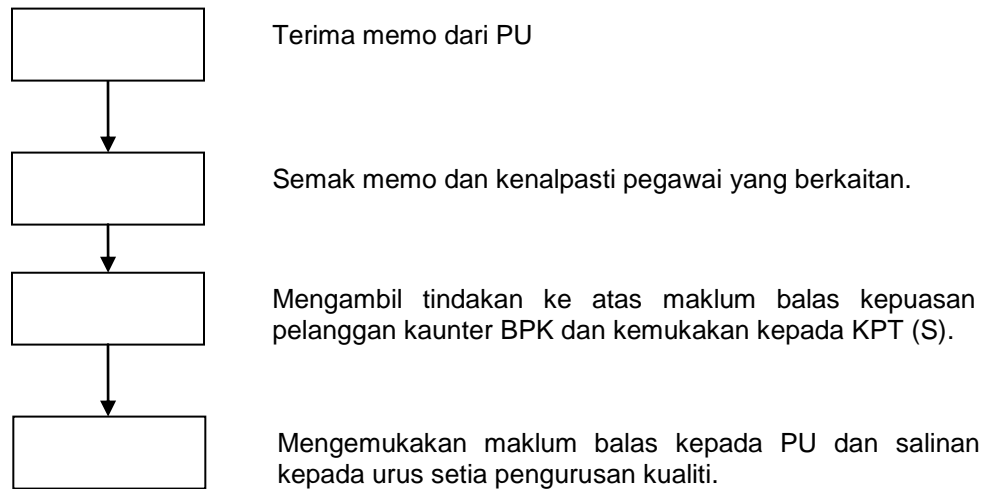 Terima memo dari PU
Semak memo dan kenalpasti pegawai yang berkaitan.
Mengambil tindakan ke atas maklum balas kepuasan
pelanggan kaunter BPK dan kemukakan kepada KPT (S).
Mengemukakan maklum balas kepada PU dan salinan
kepada urus setia pengurusan kualiti.